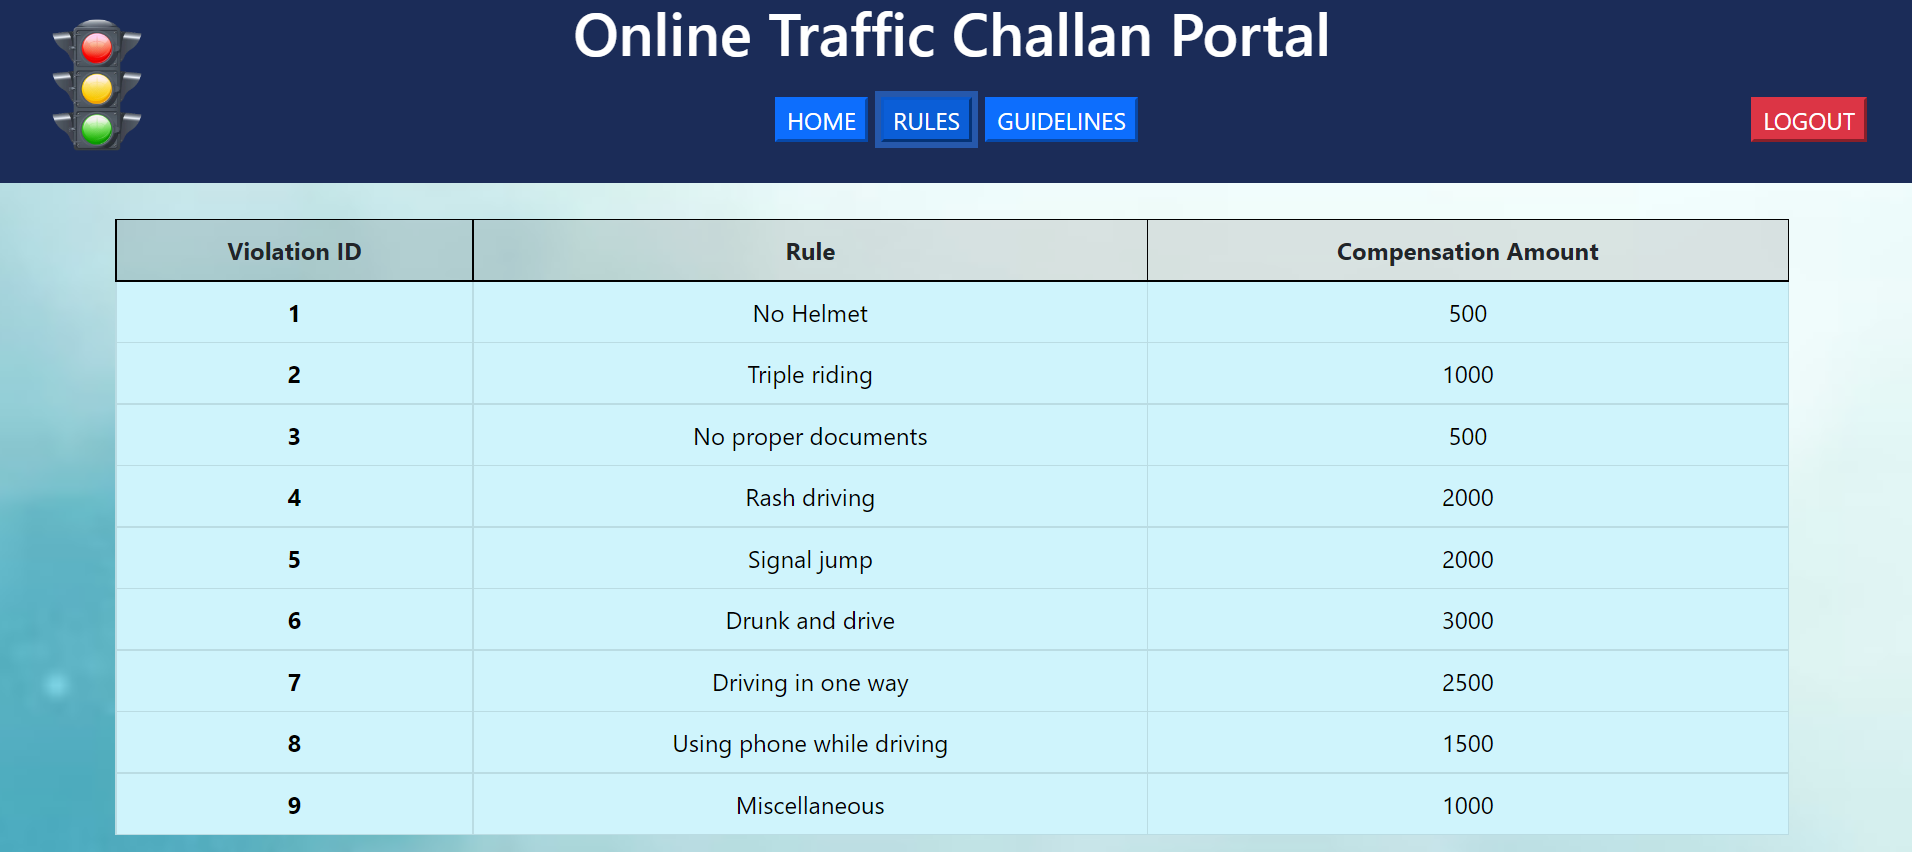 Online Traffic Challan Portal
HOME RULES GUIDELINES LOGOUT
Violation ID Rule Compensation Amount
1 No Helmet 500
2 Triple riding 1000
3 No proper documents 500
4 Rash driving 2000
5 Signal jump 2000
6 Drunk and drive 3000
7 Driving in one way 2500
8 Using phone while driving 1500
9 Miscellaneous 1000